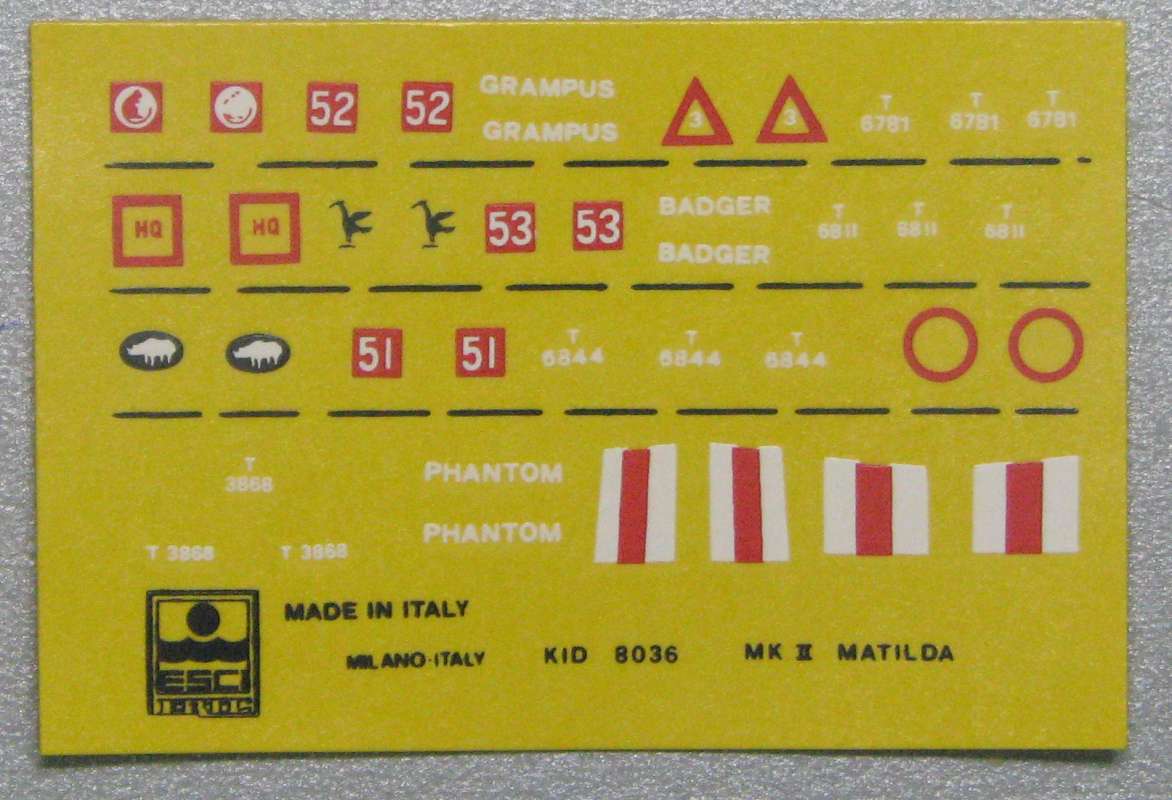 52 52 GRAMPUS 3 3 T T T
GRAMPUS 6781 6781 6781
HQ HQ 53 53 BADGER T T T
BADGER 6811 6811 6811
51 51 T T T
6844 6844 6844
T PHANTOM
3868
PHANTOM
T 3868 T 3868
MADE IN ITALY
MILANO-ITALY KID 8036 MK II MATILDA
ESCI